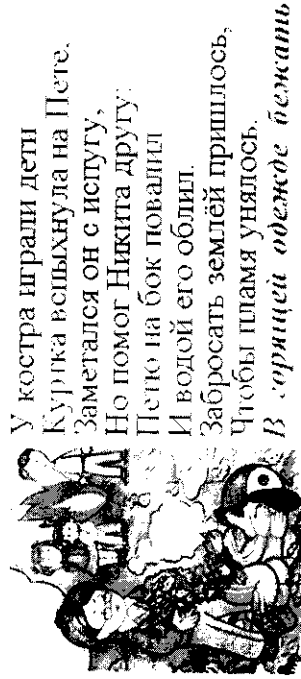 У костра играли дети
Куртка вспыхнула на Пете.
Заметался он с испугу,
Но помог Никита другу:
Петю на бок повалил
И водой его облил.
Забросать землёй пришлось,
Чтобы пламя унялось.
В горящей одежде бежать